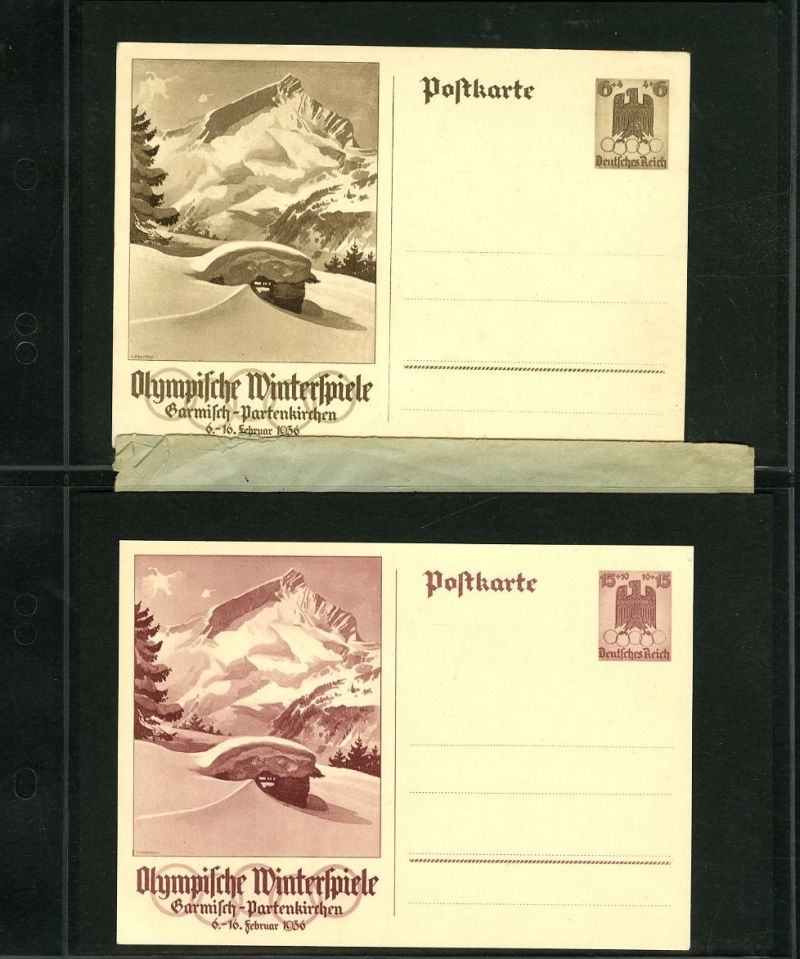 Postkarte
6+4 4+6
Deutsches Reich
Olympische Winterspiele
Garmisch-Partenkirchen
6.-16. Februar 1936
Postkarte
15+10 10+15
Deutsches Reich
Olympische Winterspiele
Garmisch-Partenkirchen
6.-16. Februar 1936